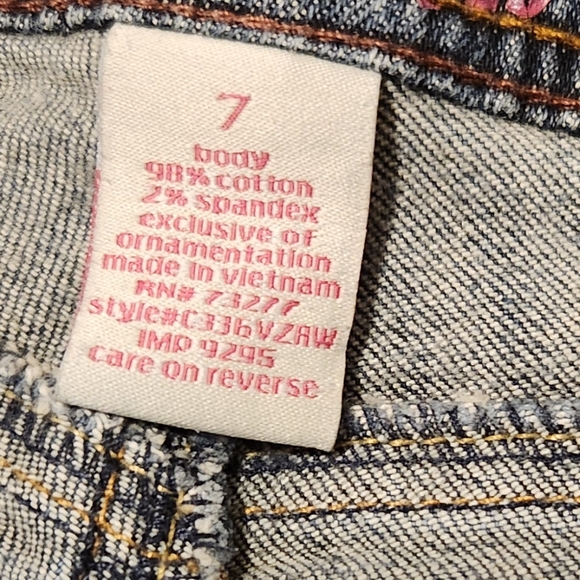 7
body
98% cotton
2% spandex
exclusive of
ornamentation
made in vietnam
RN# 73277
style#C336VZAW
IMP 9295
care on reverse